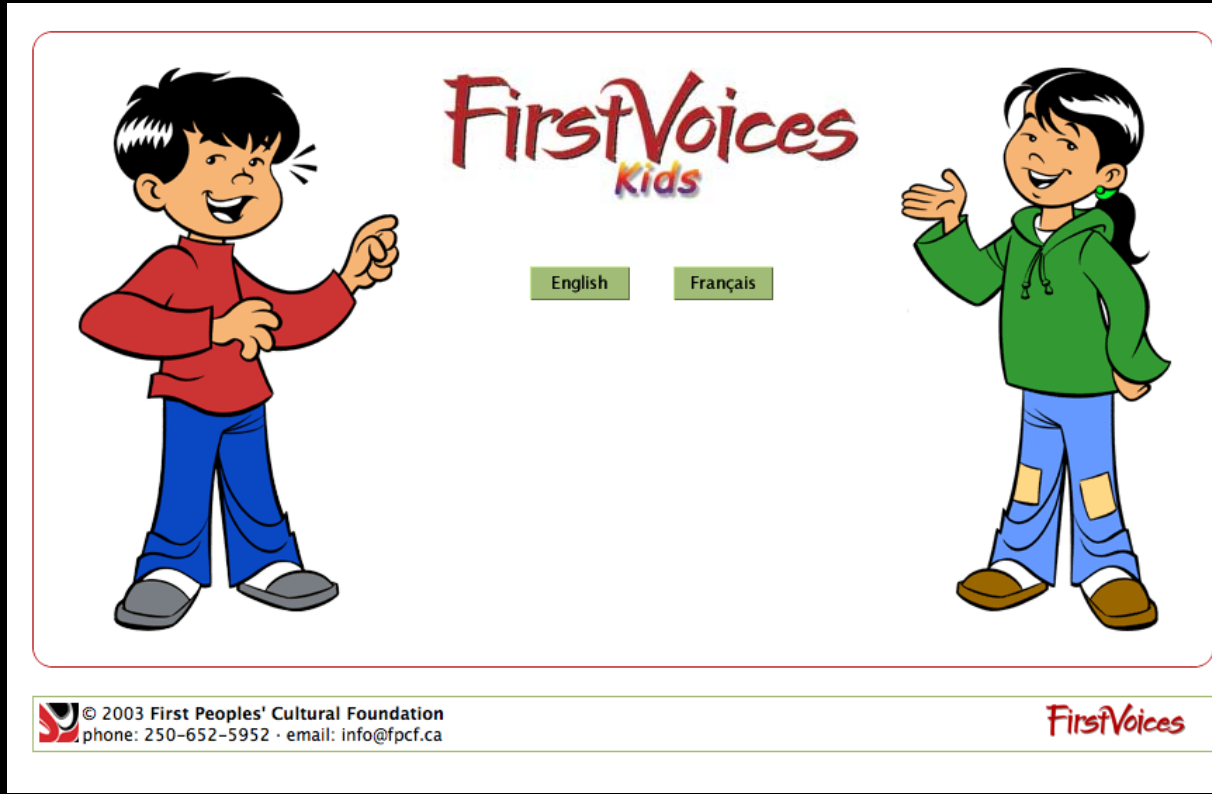 FirstVoices
Kids
English
Français
© 2003 First Peoples' Cultural Foundation
phone: 250-652-5952 · email: info@fpcf.ca
FirstVoices